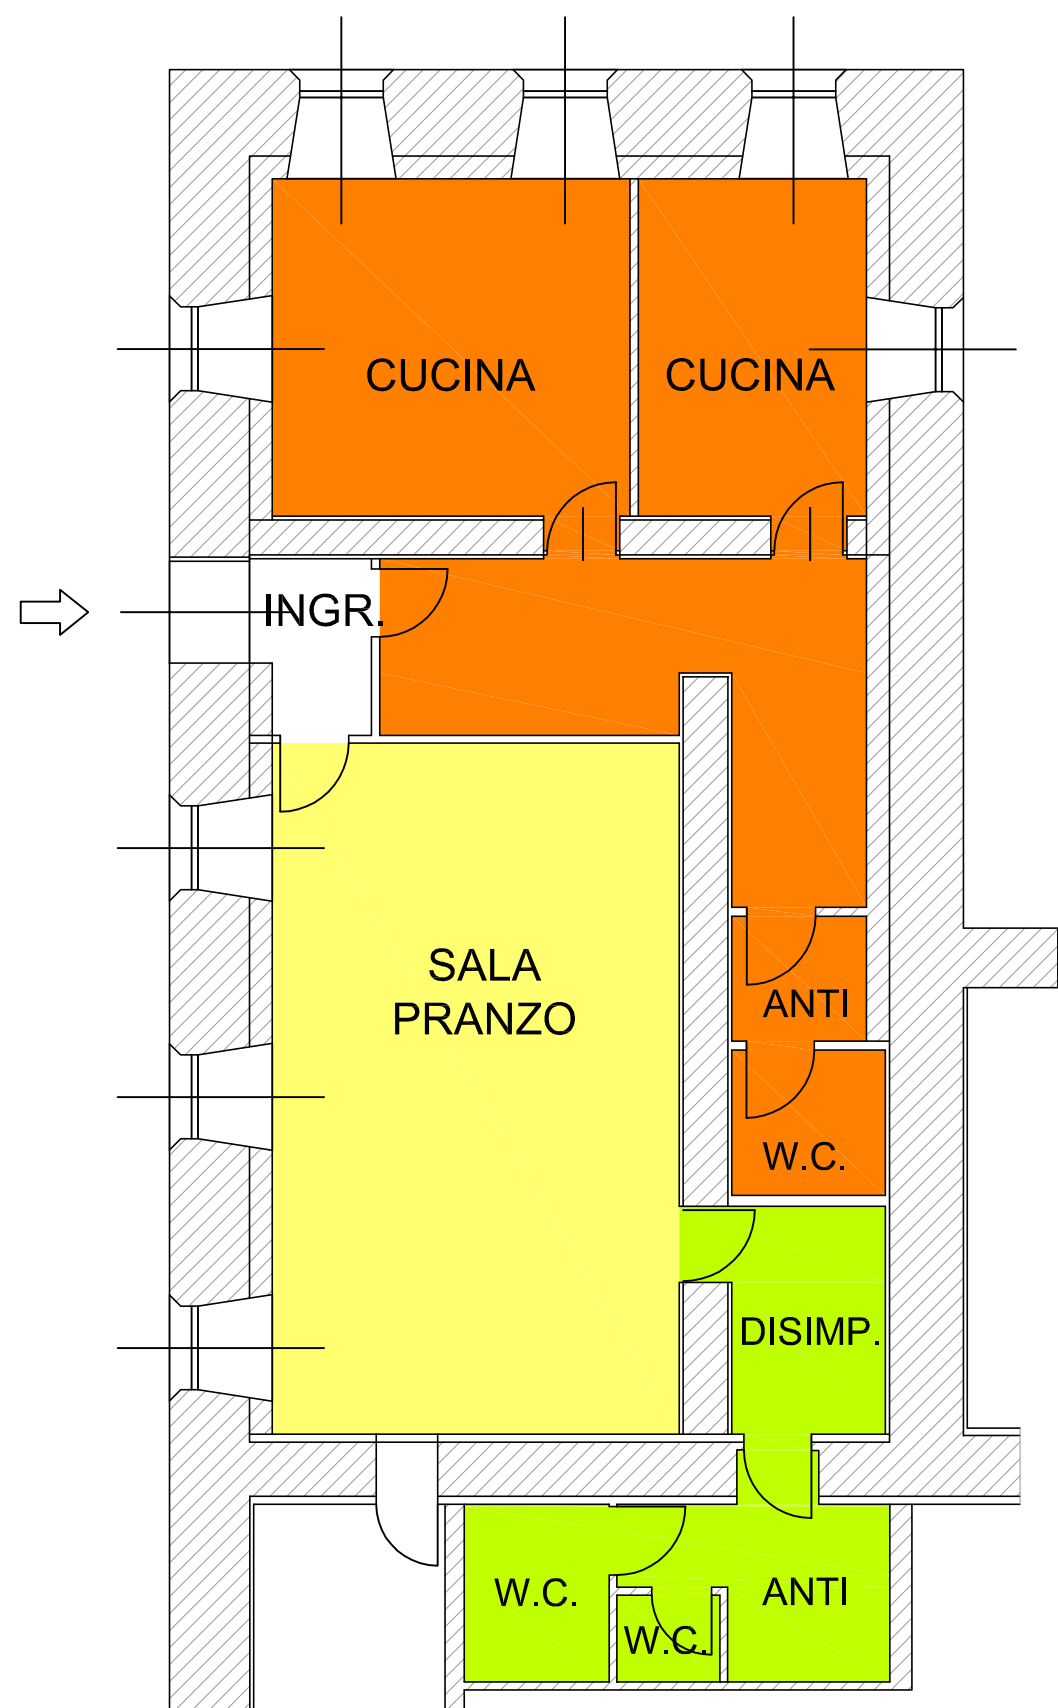 CUCINA
CUCINA
INGR.
SALA
PRANZO
ANTI
W.C.
DISIMP.
W.C.
ANTI
W.C.